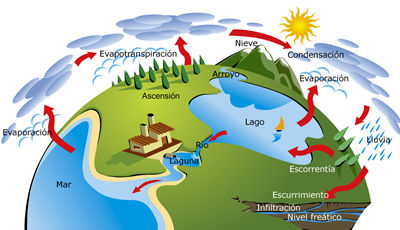 Nieve
Evapotranspiración
Condensación
Arroyo
Evaporación
Ascensión
Lago
Evaporación
Lluvia
Río
Laguna
Escorrentía
Mar
Escurrimiento
Infiltración
Nivel freático